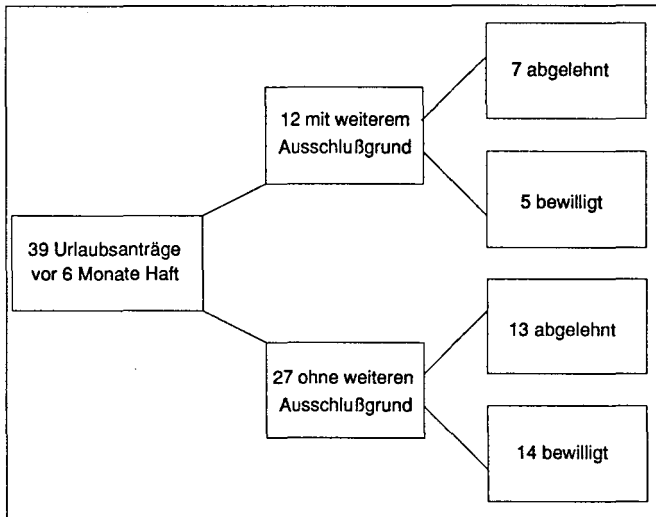 39 Urlaubsanträge
vor 6 Monate Haft
12 mit weiterem
Ausschlußgrund
7 abgelehnt
5 bewilligt
27 ohne weiteren
Ausschlußgrund
13 abgelehnt
14 bewilligt